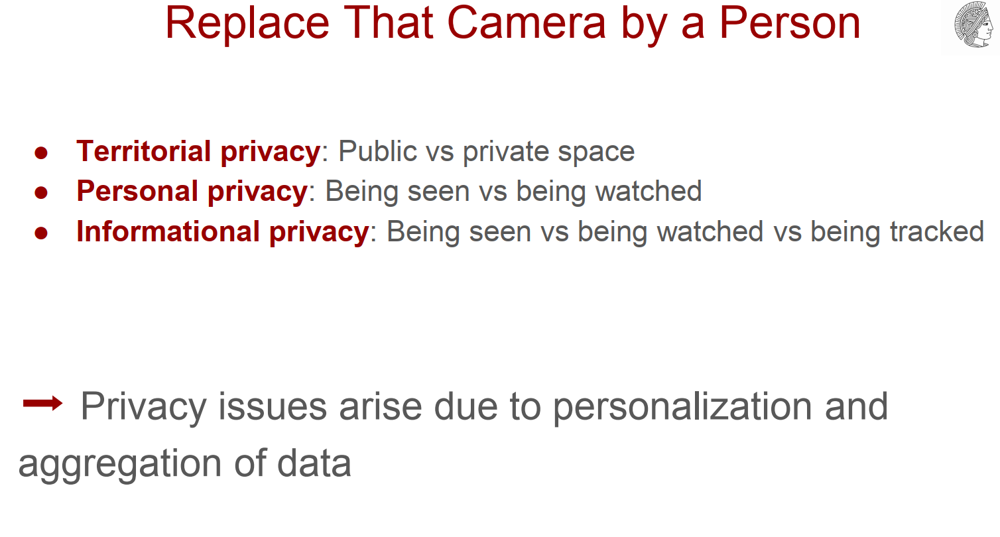 Replace That Camera by a Person
● Territorial privacy: Public vs private space
● Personal privacy: Being seen vs being watched
● Informational privacy: Being seen vs being watched vs being tracked
Privacy issues arise due to personalization and
aggregation of data